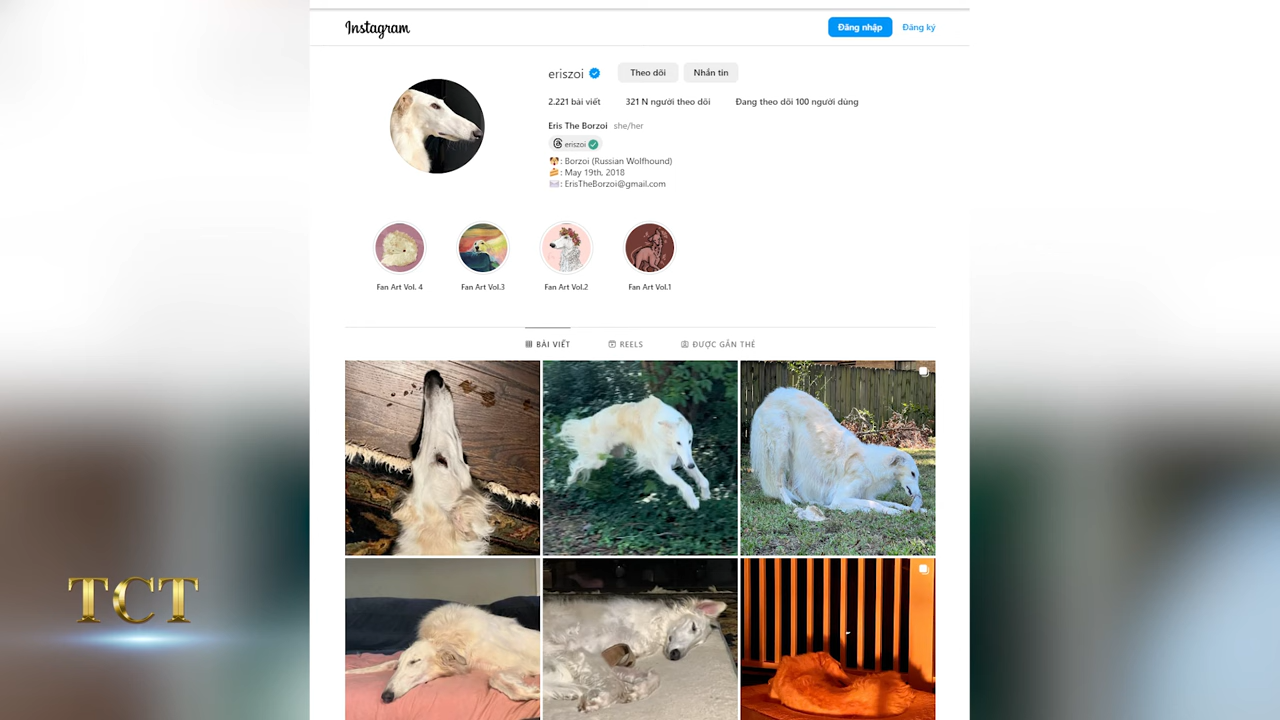 Instagram
Đăng nhập
Đăng ký
eriszoi
Theo dõi
Nhắn tin
2.221 bài viết
321 N người theo dõi
Đang theo dõi 100 người dùng
Eris The Borzoi she/her
eriszoi
: Borzoi (Russian Wolfhound)
: May 19th, 2018
: ErisTheBorzoi@gmail.com
Fan Art Vol. 4
Fan Art Vol.3
Fan Art Vol.2
Fan Art Vol.1
BÀI VIẾT
REELS
ĐƯỢC GẮN THẺ
TCT